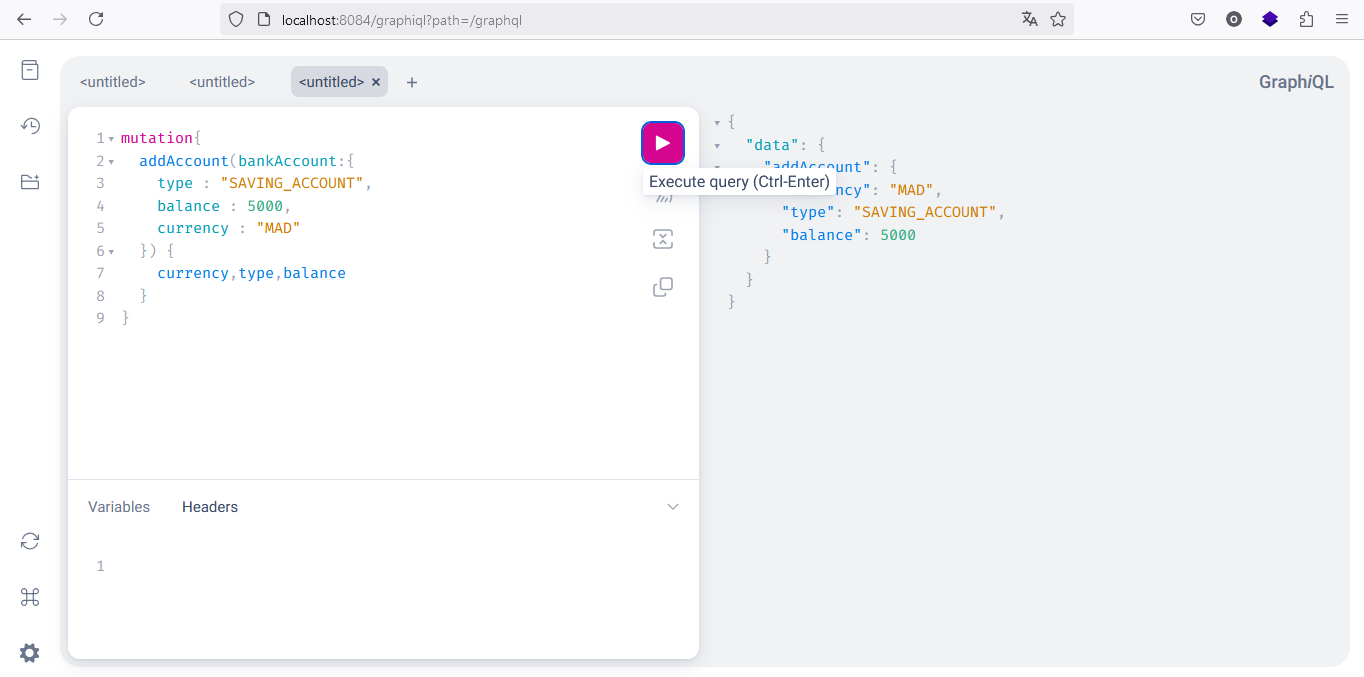 localhost:8084/graphiql?path=/graphql
<untitled>
<untitled>
<untitled> ×
+
GraphiQL
1 mutation{
2 addAccount(bankAccount:{
3 type : "SAVING_ACCOUNT",
4 balance : 5000,
5 currency : "MAD"
6 }) {
7 currency,type,balance
8 }
9 }
Execute query (Ctrl-Enter)
{
"data": {
"addAccount": {
ncy": "MAD",
"type": "SAVING_ACCOUNT",
"balance": 5000
}
}
}
Variables
Headers
1